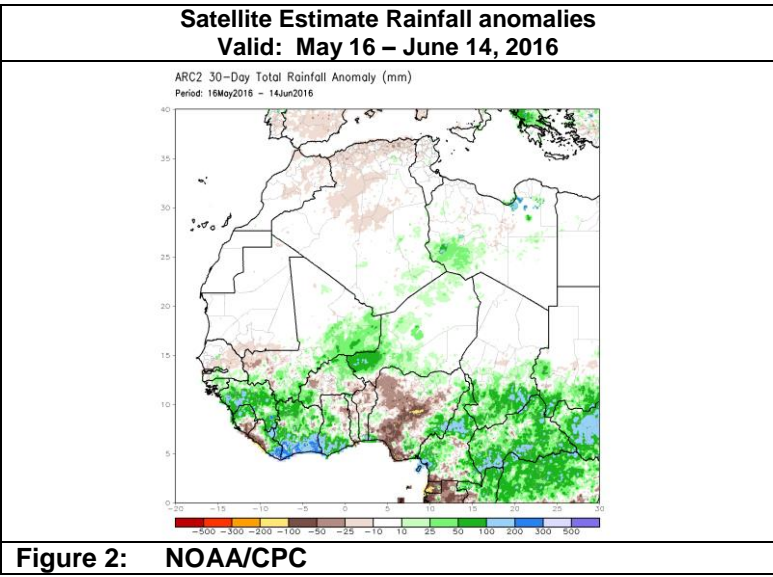 Satellite Estimate Rainfall anomalies
Valid: May 16 – June 14, 2016
ARC2 30-Day Total Rainfall Anomaly (mm)
Period: 16May2016 - 14Jun2016
40
35
30
25
20
15
10
5
0
-20 -15 -10 -5 0 5 10 15 20 25 30
-500 -300 -200 -100 -50 -25 -10 10 25 50 100 200 300 500
Figure 2: NOAA/CPC